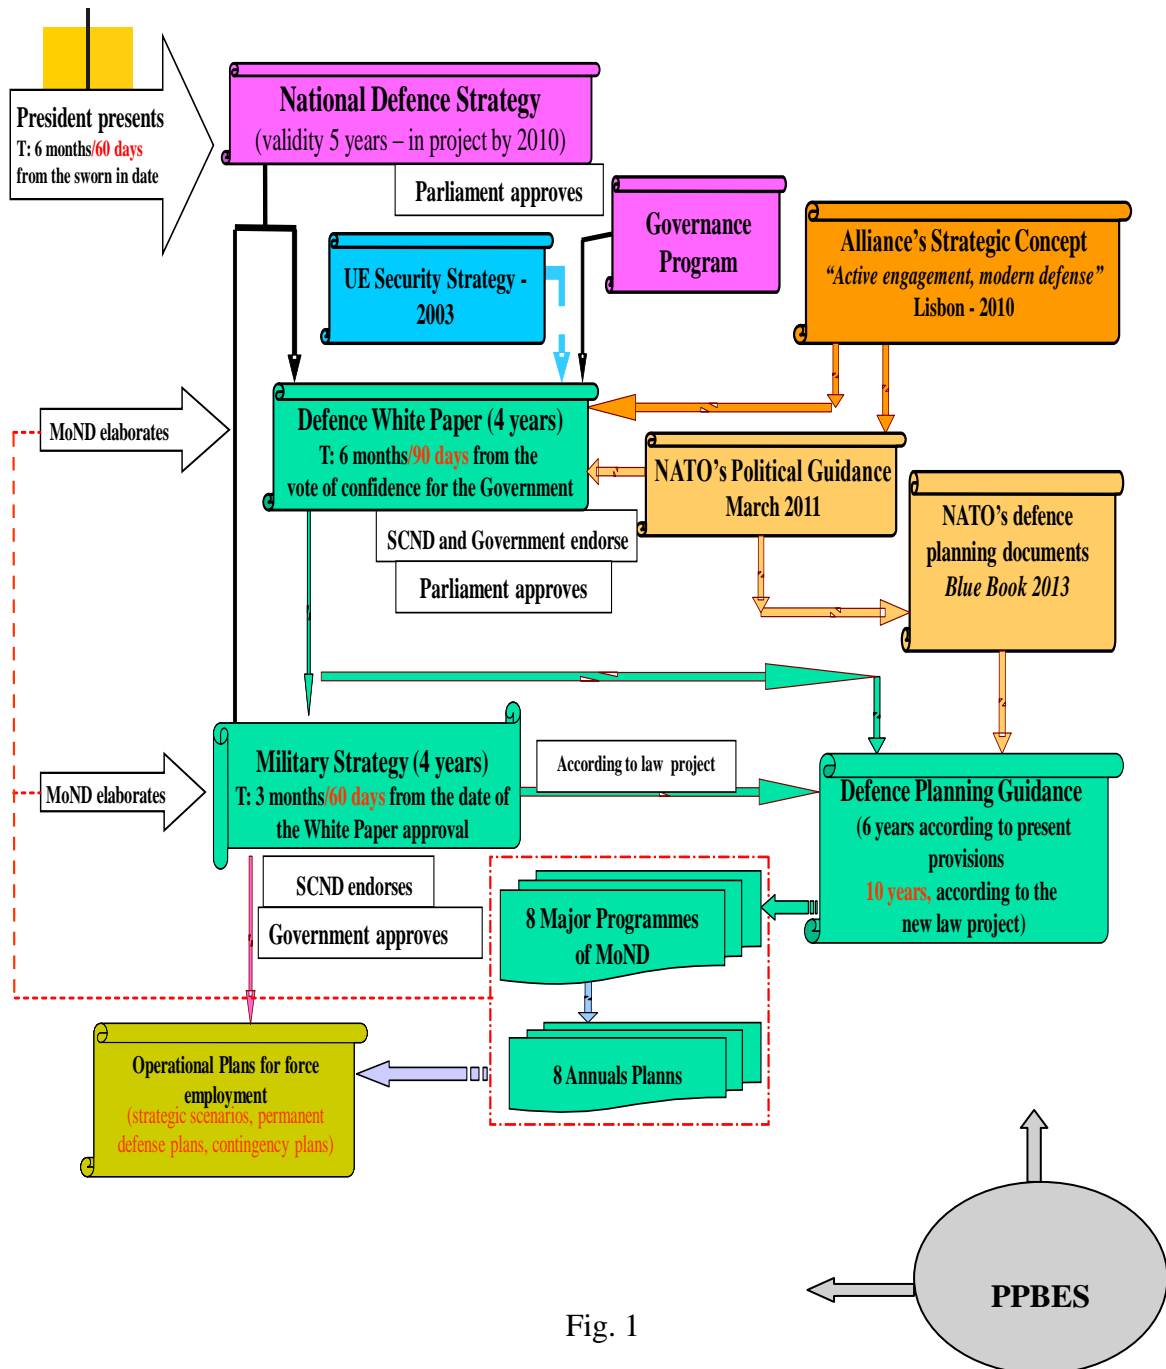 President presents
T: 6 months/60 days
from the sworn in date
National Defence Strategy
(validity 5 years – in project by 2010)
Parliament approves
Governance
Program
Alliance's Strategic Concept
“Active engagement, modern defense”
Lisbon - 2010
UE Security Strategy -
2003
MoND elaborates
Defence White Paper (4 years)
T: 6 months/90 days from the
vote of confidence for the Government
NATO's Political Guidance
March 2011
NATO's defence
planning documents
Blue Book 2013
SCND and Government endorse
Parliament approves
MoND elaborates
Military Strategy (4 years)
T: 3 months/60 days from the date of
the White Paper approval
According to law project
Defence Planning Guidance
(6 years according to present
provisions
10 years, according to the
new law project)
SCND endorses
Government approves
8 Major Programmes
of MoND
8 Annuals Planns
Operational Plans for force
employment
(strategic scenarios, permanent
defense plans, contingency plans)
PPBES
Fig. 1